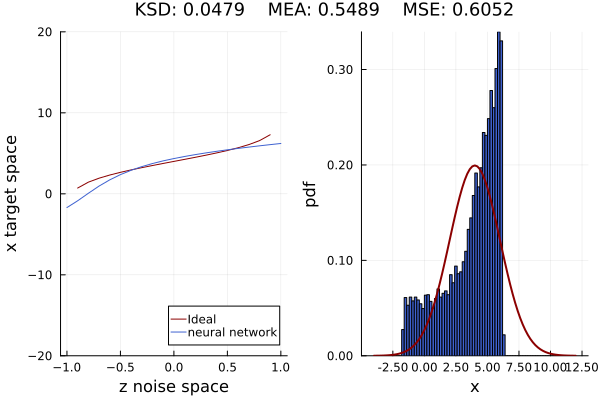 KSD: 0.0479 MEA: 0.5489 MSE: 0.6052
20
10
0
−10
−20
−1.0 −0.5 0.0 0.5 1.0
z noise space
x target space
Ideal
neural network
0.30
0.20
0.10
0.00
-2.50 0.00 2.50 5.00 7.50 10.00 12.50
x
pdf